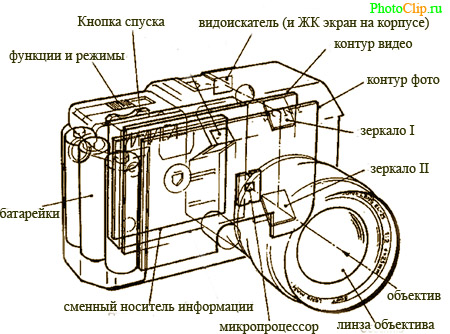 PhotoClip.ru
Кнопка спуска
видоискатель (и ЖК экран на корпусе)
функции и режимы
контур видео
контур фото
зеркало I
зеркало II
батарейки
объектив
сменный носитель информации
линза объектива
микропроцессор